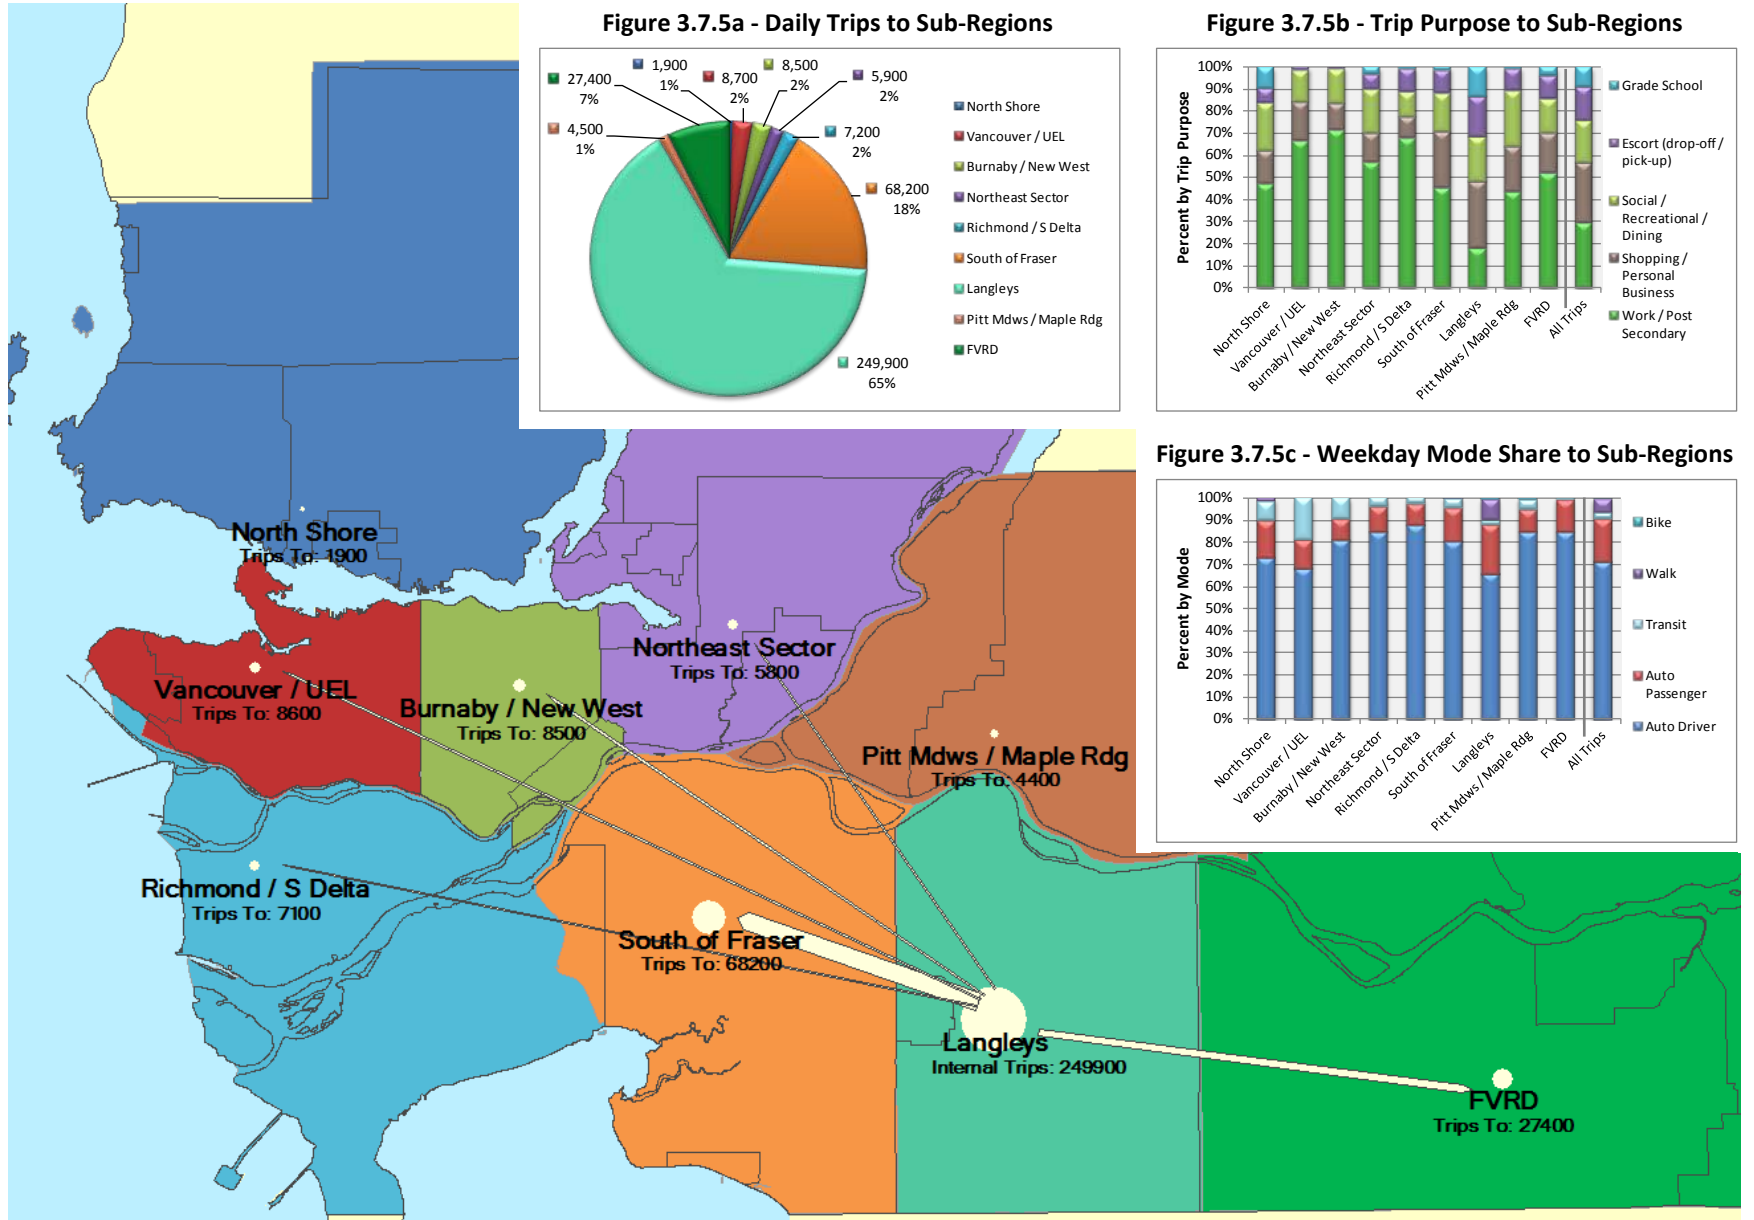 Figure 3.7.5a - Daily Trips to Sub-Regions
27,400
7%
1,900
1%
8,700
2%
8,500
2%
5,900
2%
4,500
1%
7,200
2%
68,200
18%
249,900
65%
North Shore
Vancouver / UEL
Burnaby / New West
Northeast Sector
Richmond / S Delta
South of Fraser
Langleys
Pitt Mdws / Maple Rdg
FVRD
Figure 3.7.5b - Trip Purpose to Sub-Regions
Percent by Trip Purpose
100%
90%
80%
70%
60%
50%
40%
30%
20%
10%
0%
North Shore
Vancouver / UEL
Burnaby / New West
Northeast Sector
Richmond / S Delta
South of Fraser
Langleys
Pitt Mdws / Maple Rdg
FVRD
All Trips
Grade School
Escort (drop-off /
pick-up)
Social /
Recreational /
Dining
Shopping /
Personal
Business
Work / Post
Secondary
Figure 3.7.5c - Weekday Mode Share to Sub-Regions
Percent by Mode
100%
90%
80%
70%
60%
50%
40%
30%
20%
10%
0%
North Shore
Vancouver / UEL
Burnaby / New West
Northeast Sector
Richmond / S Delta
South of Fraser
Langleys
Pitt Mdws / Maple Rdg
FVRD
All Trips
Bike
Walk
Transit
Auto
Passenger
Auto Driver
North Shore
Trips To: 1900
Northeast Sector
Trips To: 5800
Vancouver / UEL
Trips To: 8600
Burnaby / New West
Trips To: 8500
Pitt Mdws / Maple Rdg
Trips To: 4400
Richmond / S Delta
Trips To: 7100
South of Fraser
Trips To: 68200
Langleys
Internal Trips: 249900
FVRD
Trips To: 27400